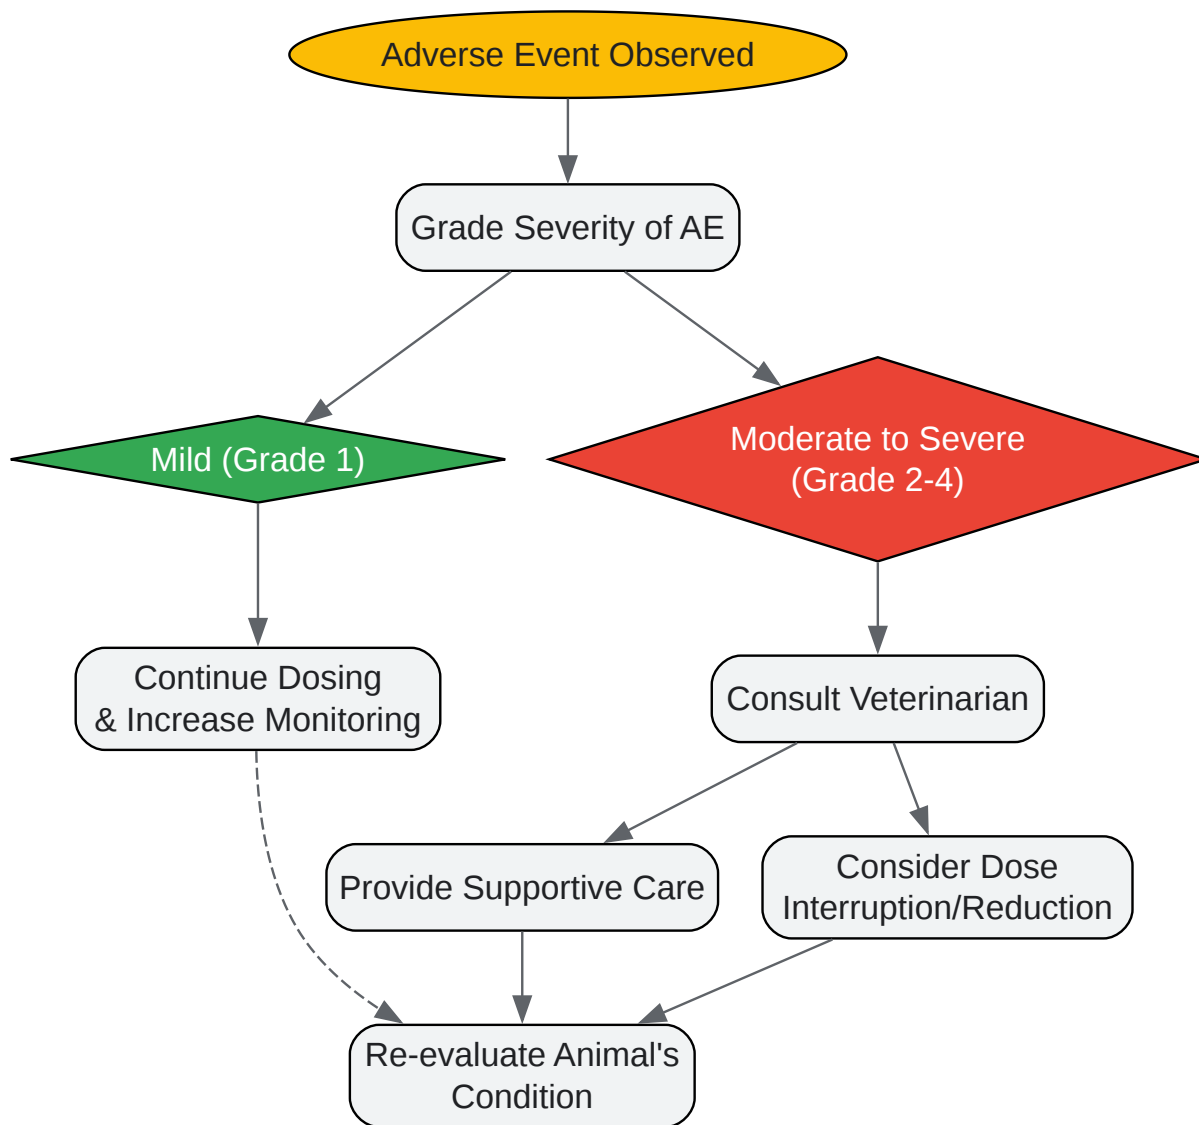 Adverse Event Observed
Grade Severity of AE
Mild (Grade 1)
Moderate to Severe
(Grade 2-4)
Continue Dosing
& Increase Monitoring
Consult Veterinarian
Provide Supportive Care
Consider Dose
Interruption/Reduction
Re-evaluate Animal's
Condition